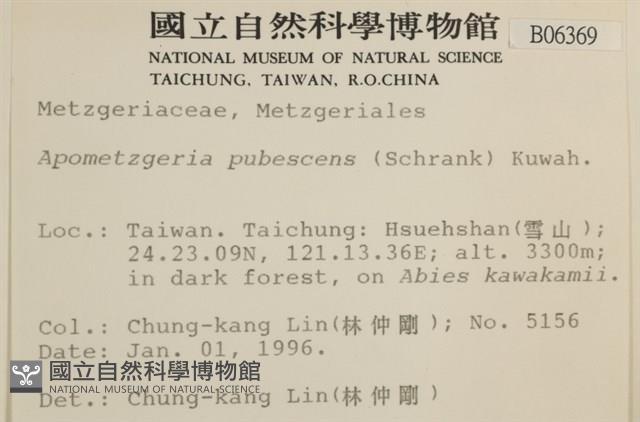 國立自然科學博物館
B06369
NATIONAL MUSEUM OF NATURAL SCIENCE
TAICHUNG, TAIWAN, R.O.CHINA
Metzgeriaceae, Metzgeriales
Apometzgeria pubescens (Schrank) Kuwah.
Loc.: Taiwan. Taichung: Hsuehshan(雪山);
24.23.09N, 121.13.36E; alt. 3300m;
in dark forest, on Abies kawakamii.
Col.: Chung-kang Lin(林仲剛); No. 5156
Date: Jan. 01, 1996.
國立自然科學博物館
NATIONAL MUSEUM OF NATURAL SCIENCE
Det.: Chung-kang Lin(林仲剛)